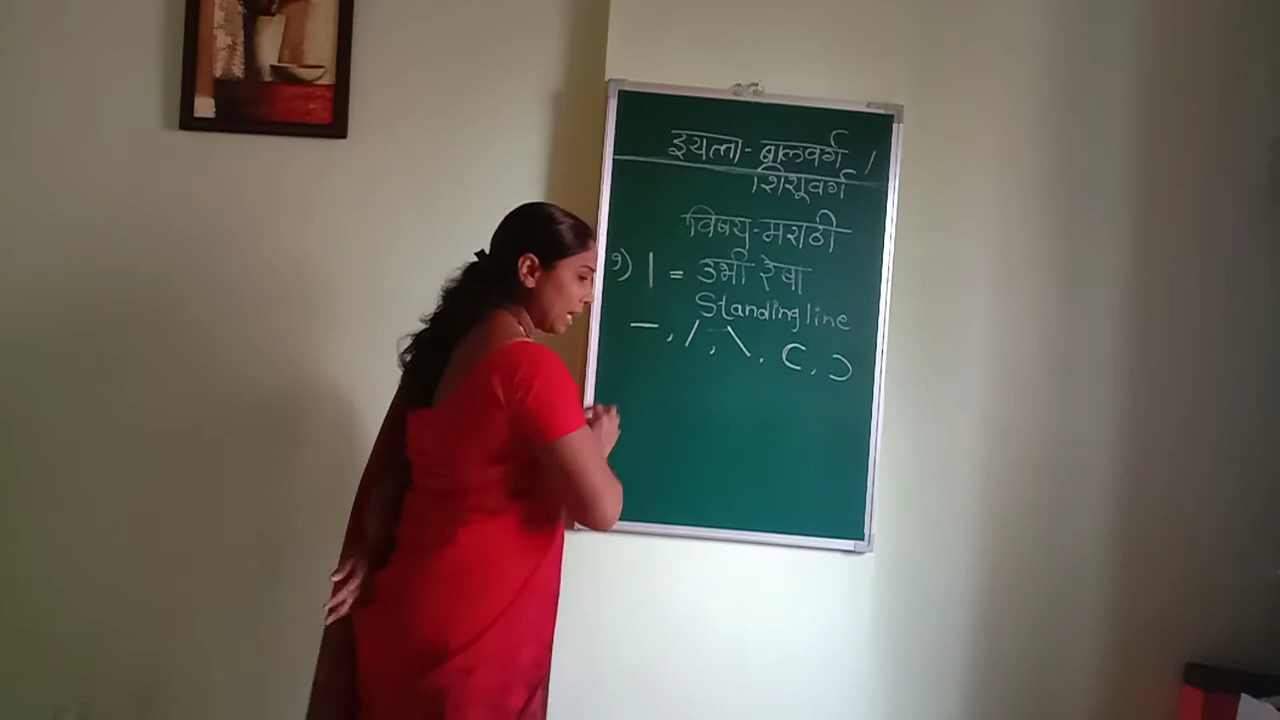 इयत्ता - बालवर्ग /
शिशूवर्ग
विषय - मराठी
१) | = उभी रेषा
Standing line
— , / , \ , C , Ɔ